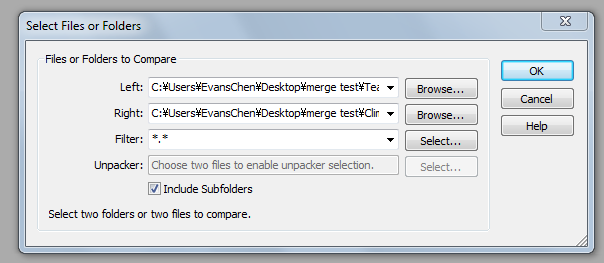 Select Files or Folders
Files or Folders to Compare
Left: C:¥Users¥EvansChen¥Desktop¥merge test¥Tea Browse...
Right: C:¥Users¥EvansChen¥Desktop¥merge test¥Clin Browse...
Filter: *.* Select...
Unpacker: Choose two files to enable unpacker selection. Select...
Include Subfolders
Select two folders or two files to compare.
OK
Cancel
Help